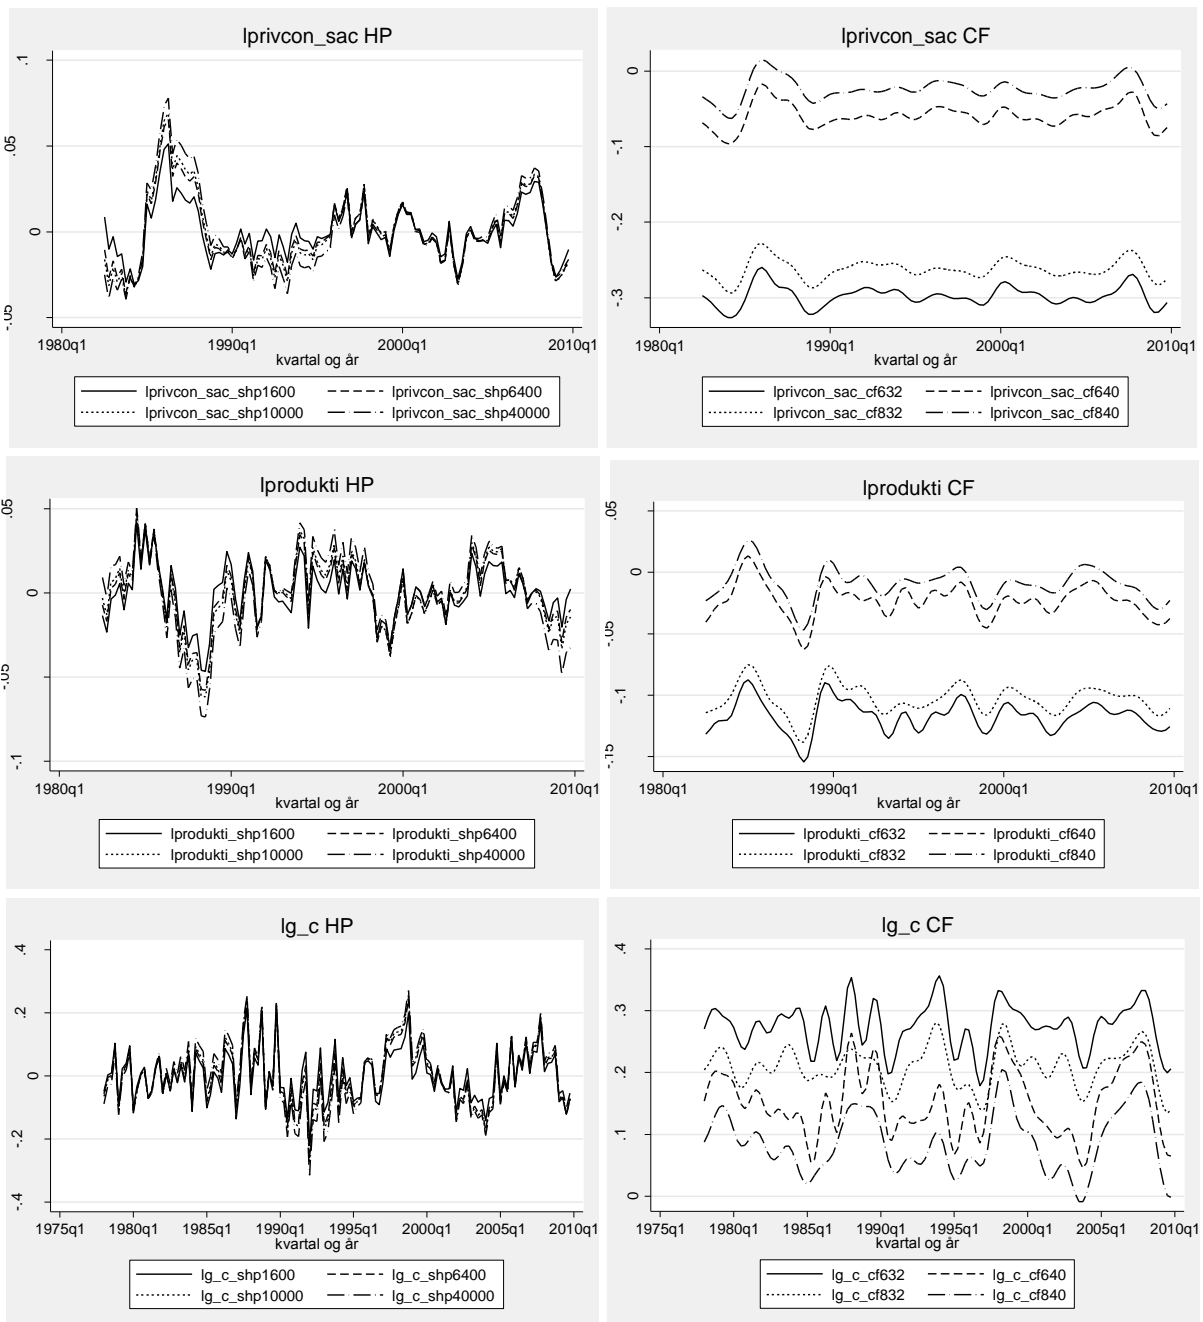 lprivcon_sac HP
.1
.05
0
-.05
1980q1 1990q1 2000q1 2010q1
kvartal og år
lprivcon_sac_shp1600 lprivcon_sac_shp6400
lprivcon_sac_shp10000 lprivcon_sac_shp40000
lprivcon_sac CF
0
-.1
-.2
-.3
1980q1 1990q1 2000q1 2010q1
kvartal og år
lprivcon_sac_cf632 lprivcon_sac_cf640
lprivcon_sac_cf832 lprivcon_sac_cf840
lprodukti HP
.05
0
-.05
-.1
1980q1 1990q1 2000q1 2010q1
kvartal og år
lprodukti_shp1600 lprodukti_shp6400
lprodukti_shp10000 lprodukti_shp40000
lprodukti CF
.05
0
-.05
-.1
-.15
1980q1 1990q1 2000q1 2010q1
kvartal og år
lprodukti_cf632 lprodukti_cf640
lprodukti_cf832 lprodukti_cf840
lg_c HP
.4
.2
0
-.2
-.4
1975q1 1980q1 1985q1 1990q1 1995q1 2000q1 2005q1 2010q1
kvartal og år
lg_c_shp1600 lg_c_shp6400
lg_c_shp10000 lg_c_shp40000
lg_c CF
.4
.3
.2
.1
0
1975q1 1980q1 1985q1 1990q1 1995q1 2000q1 2005q1 2010q1
kvartal og år
lg_c_cf632 lg_c_cf640
lg_c_cf832 lg_c_cf840